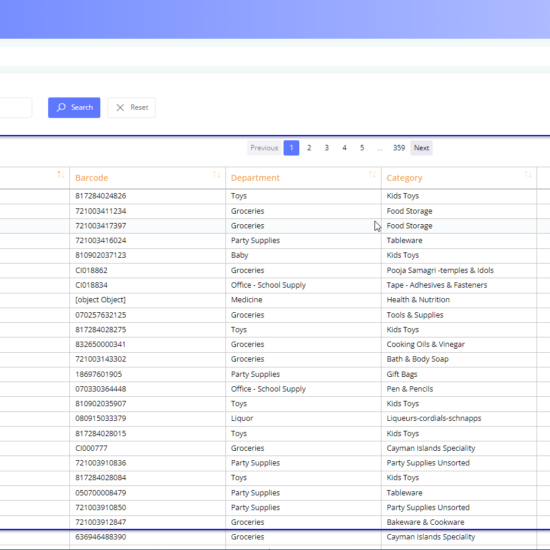 Search Reset
Previous 1 2 3 4 5 ... 359 Next
Barcode Department Category
817284024826 Toys Kids Toys
721003411234 Groceries Food Storage
721003417397 Groceries Food Storage
721003416024 Party Supplies Tableware
810902037123 Baby Kids Toys
CI018862 Groceries Pooja Samagri -temples & Idols
CI018834 Office - School Supply Tape - Adhesives & Fasteners
[object Object] Medicine Health & Nutrition
070257632125 Groceries Tools & Supplies
817284028275 Toys Kids Toys
832650000341 Groceries Cooking Oils & Vinegar
721003143302 Groceries Bath & Body Soap
18697601905 Party Supplies Gift Bags
070330364448 Office - School Supply Pen & Pencils
810902035907 Toys Kids Toys
080915033379 Liquor Liqueurs-cordials-schnapps
817284028015 Toys Kids Toys
CI000777 Groceries Cayman Islands Speciality
721003910836 Party Supplies Party Supplies Unsorted
817284028084 Toys Kids Toys
050700008479 Party Supplies Tableware
721003910850 Party Supplies Party Supplies Unsorted
721003912847 Groceries Bakeware & Cookware
636946488390 Groceries Cayman Islands Speciality